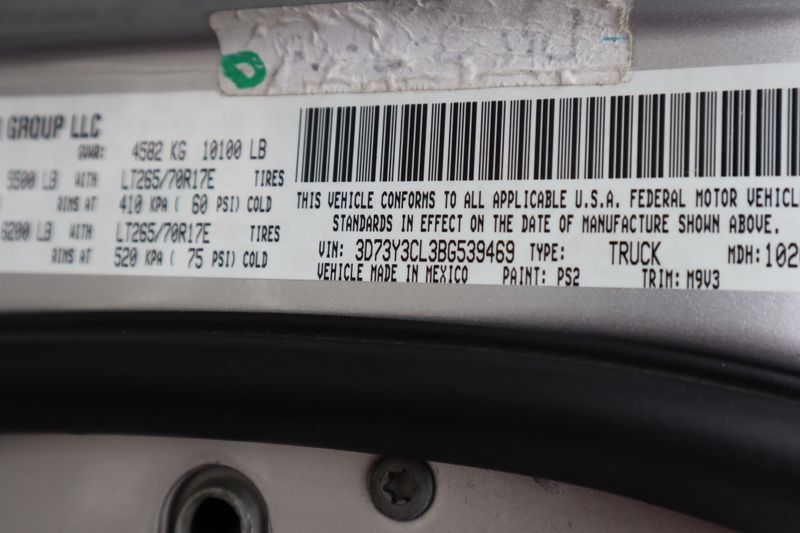 GROUP LLC
GVWR: 4582 KG 10100 LB
5500 LB WITH LT265/70R17E TIRES
RIMS AT 410 KPA ( 60 PSI) COLD
6200 LB WITH LT265/70R17E TIRES
RIMS AT 520 KPA ( 75 PSI) COLD
THIS VEHICLE CONFORMS TO ALL APPLICABLE U.S.A. FEDERAL MOTOR VEHICL
STANDARDS IN EFFECT ON THE DATE OF MANUFACTURE SHOWN ABOVE.
VIN: 3D73Y3CL3BG539469 TYPE: TRUCK MDH: 102
VEHICLE MADE IN MEXICO PAINT: PS2 TRIM: M9V3